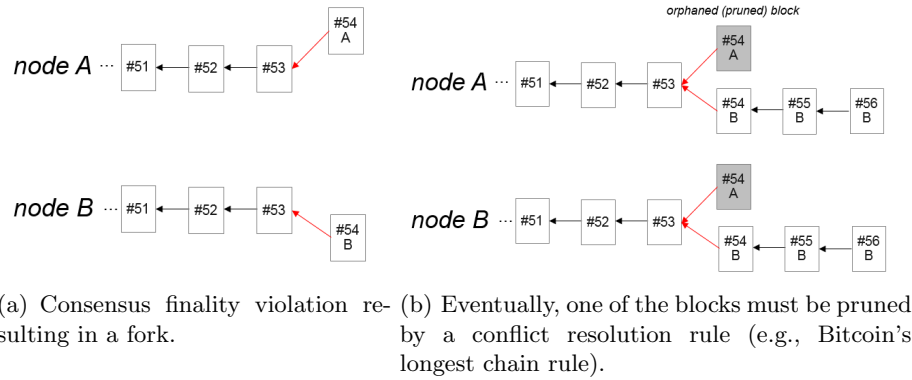 #54
A
node A ... #51 #52 #53
node B ... #51 #52 #53
#54
B
(a) Consensus finality violation re-
sulting in a fork.
orphaned (pruned) block
#54
A
node A ... #51 #52 #53
#54
B
#55
B
#56
B
#54
A
node B ... #51 #52 #53
#54
B
#55
B
#56
B
(b) Eventually, one of the blocks must be pruned
by a conflict resolution rule (e.g., Bitcoin's
longest chain rule).